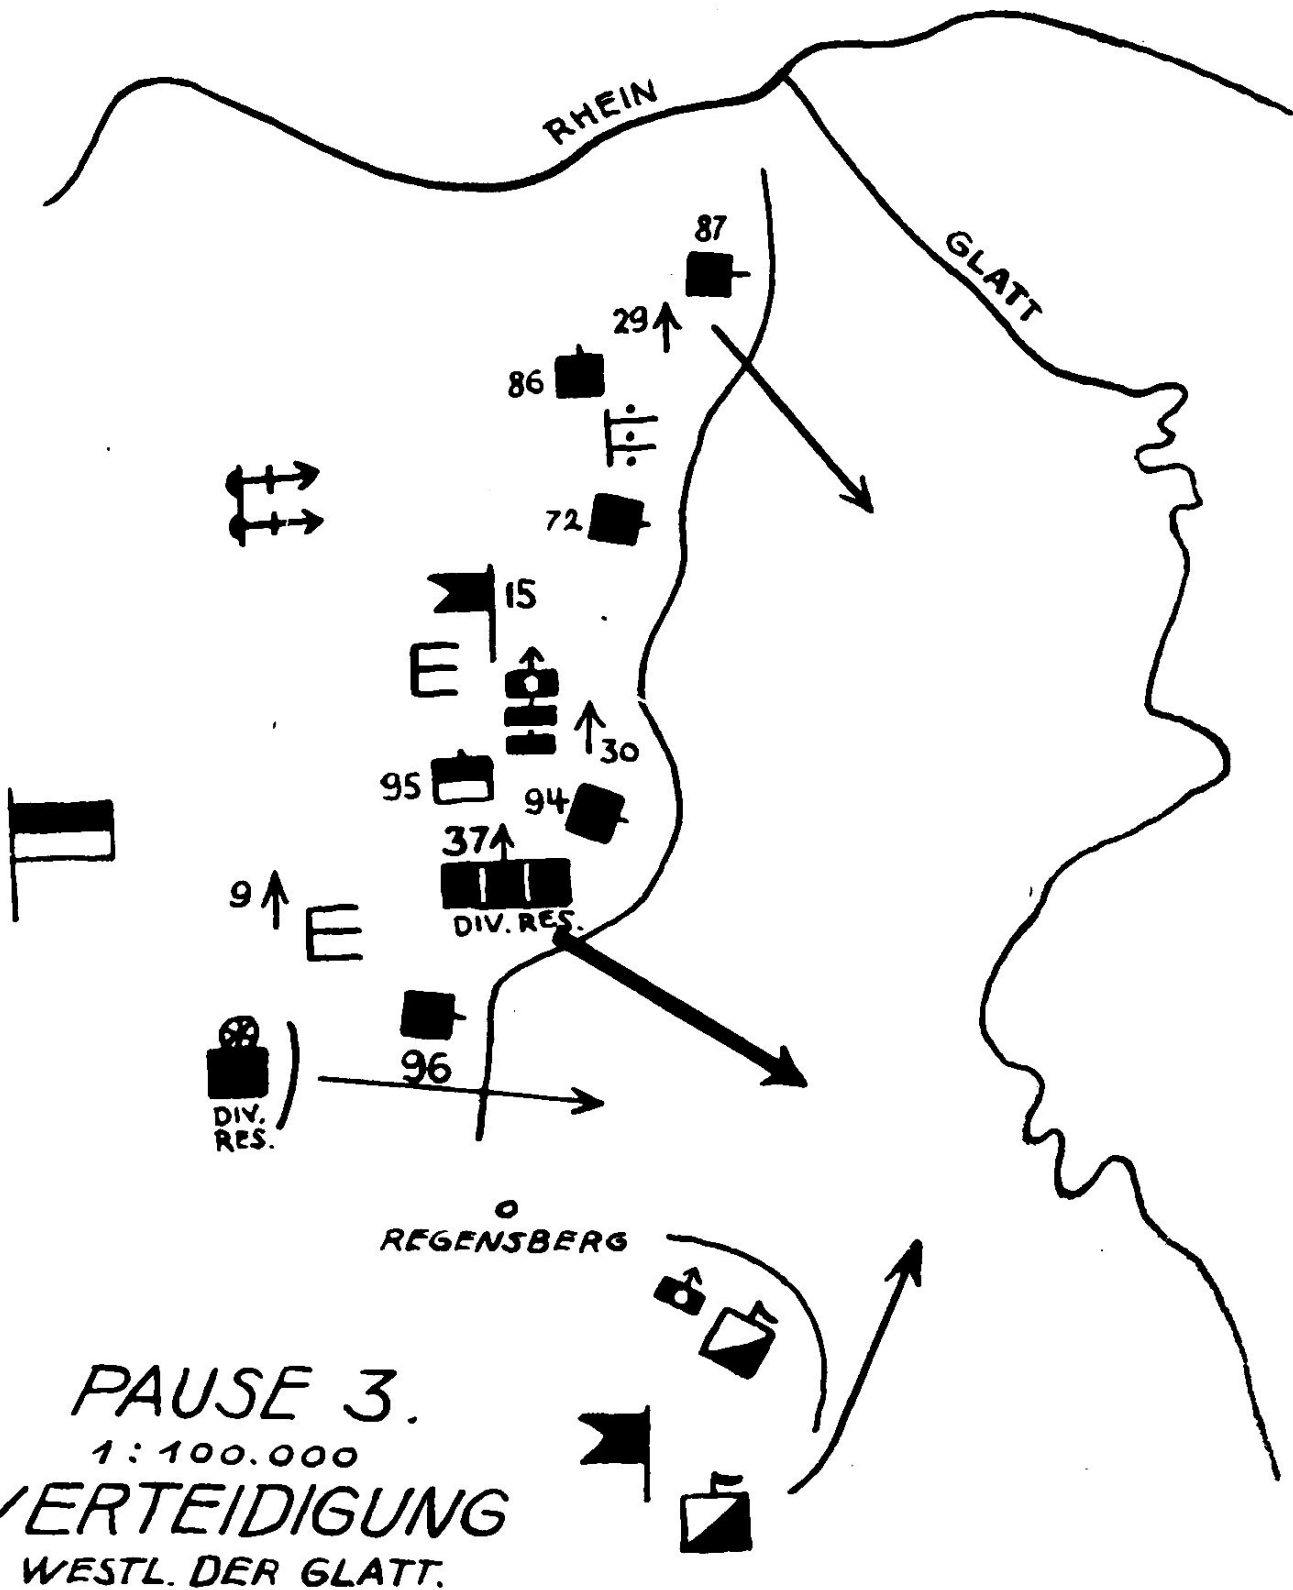 RHEIN
GLATT
87
29
86
72
15
30
95
94
37
DIV. RES.
9
96
DIV.
RES.
REGENSBERG
PAUSE 3.
1:100.000
VERTEIDIGUNG
WESTL. DER GLATT.